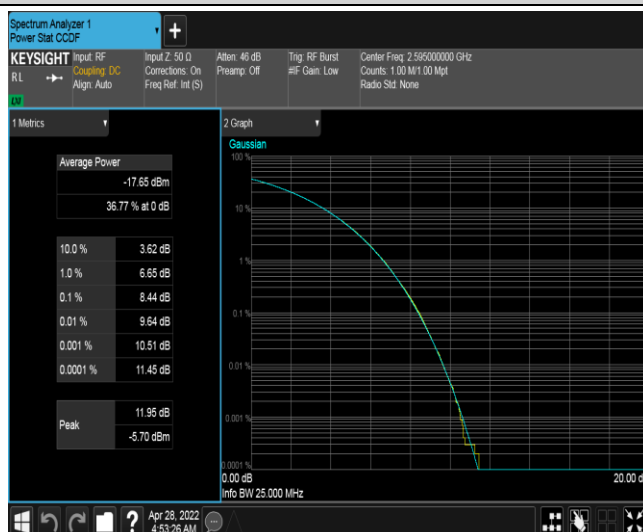 Spectrum Analyzer 1
Power Stat CCDF
+
KEYSIGHT
R L
LXI
Input: RF
Coupling: DC
Align: Auto
Input Z: 50 Ω
Corrections: On
Freq Ref: Int (S)
Atten: 46 dB
Preamp: Off
Trig: RF Burst
#IF Gain: Low
Center Freq: 2.595000000 GHz
Counts: 1.00 M/1.00 Mpt
Radio Std: None
1 Metrics
Average Power
-17.65 dBm
36.77 % at 0 dB
10.0 % 3.62 dB
1.0 % 6.65 dB
0.1 % 8.44 dB
0.01 % 9.64 dB
0.001 % 10.51 dB
0.0001 % 11.45 dB
Peak
11.95 dB
-5.70 dBm
2 Graph
Gaussian
100 %
10 %
1 %
0.1 %
0.01 %
0.001 %
0.0001 %
0.00 dB
20.00 d
Info BW 25.000 MHz
?
Apr 28, 2022
4:53:26 AM